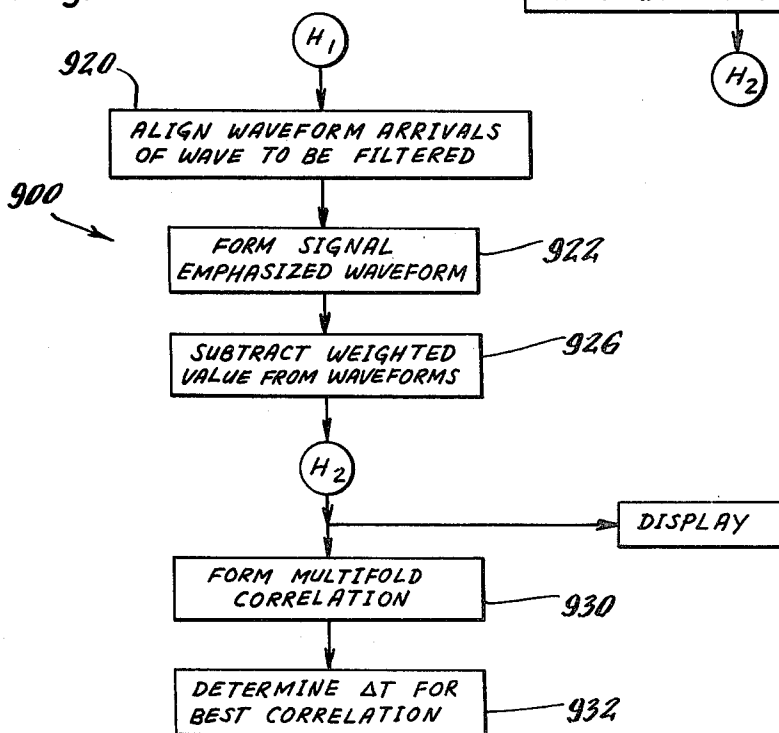 H1
H2
920
ALIGN WAVEFORM ARRIVALS
OF WAVE TO BE FILTERED
900
FORM SIGNAL
EMPHASIZED WAVEFORM
922
SUBTRACT WEIGHTED
VALUE FROM WAVEFORMS
926
H2
DISPLAY
FORM MULTIFOLD
CORRELATION
930
DETERMINE ΔT FOR
BEST CORRELATION
932